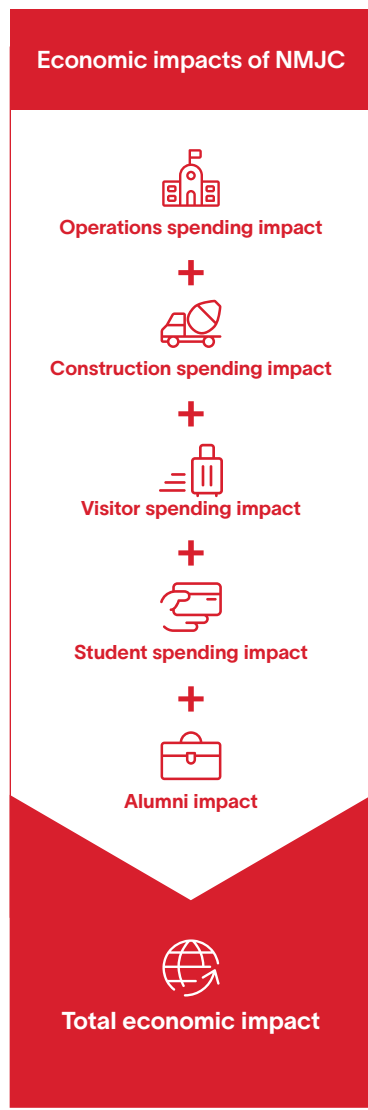 Economic impacts of NMJC
Operations spending impact
+
Construction spending impact
+
Visitor spending impact
+
Student spending impact
+
Alumni impact
Total economic impact